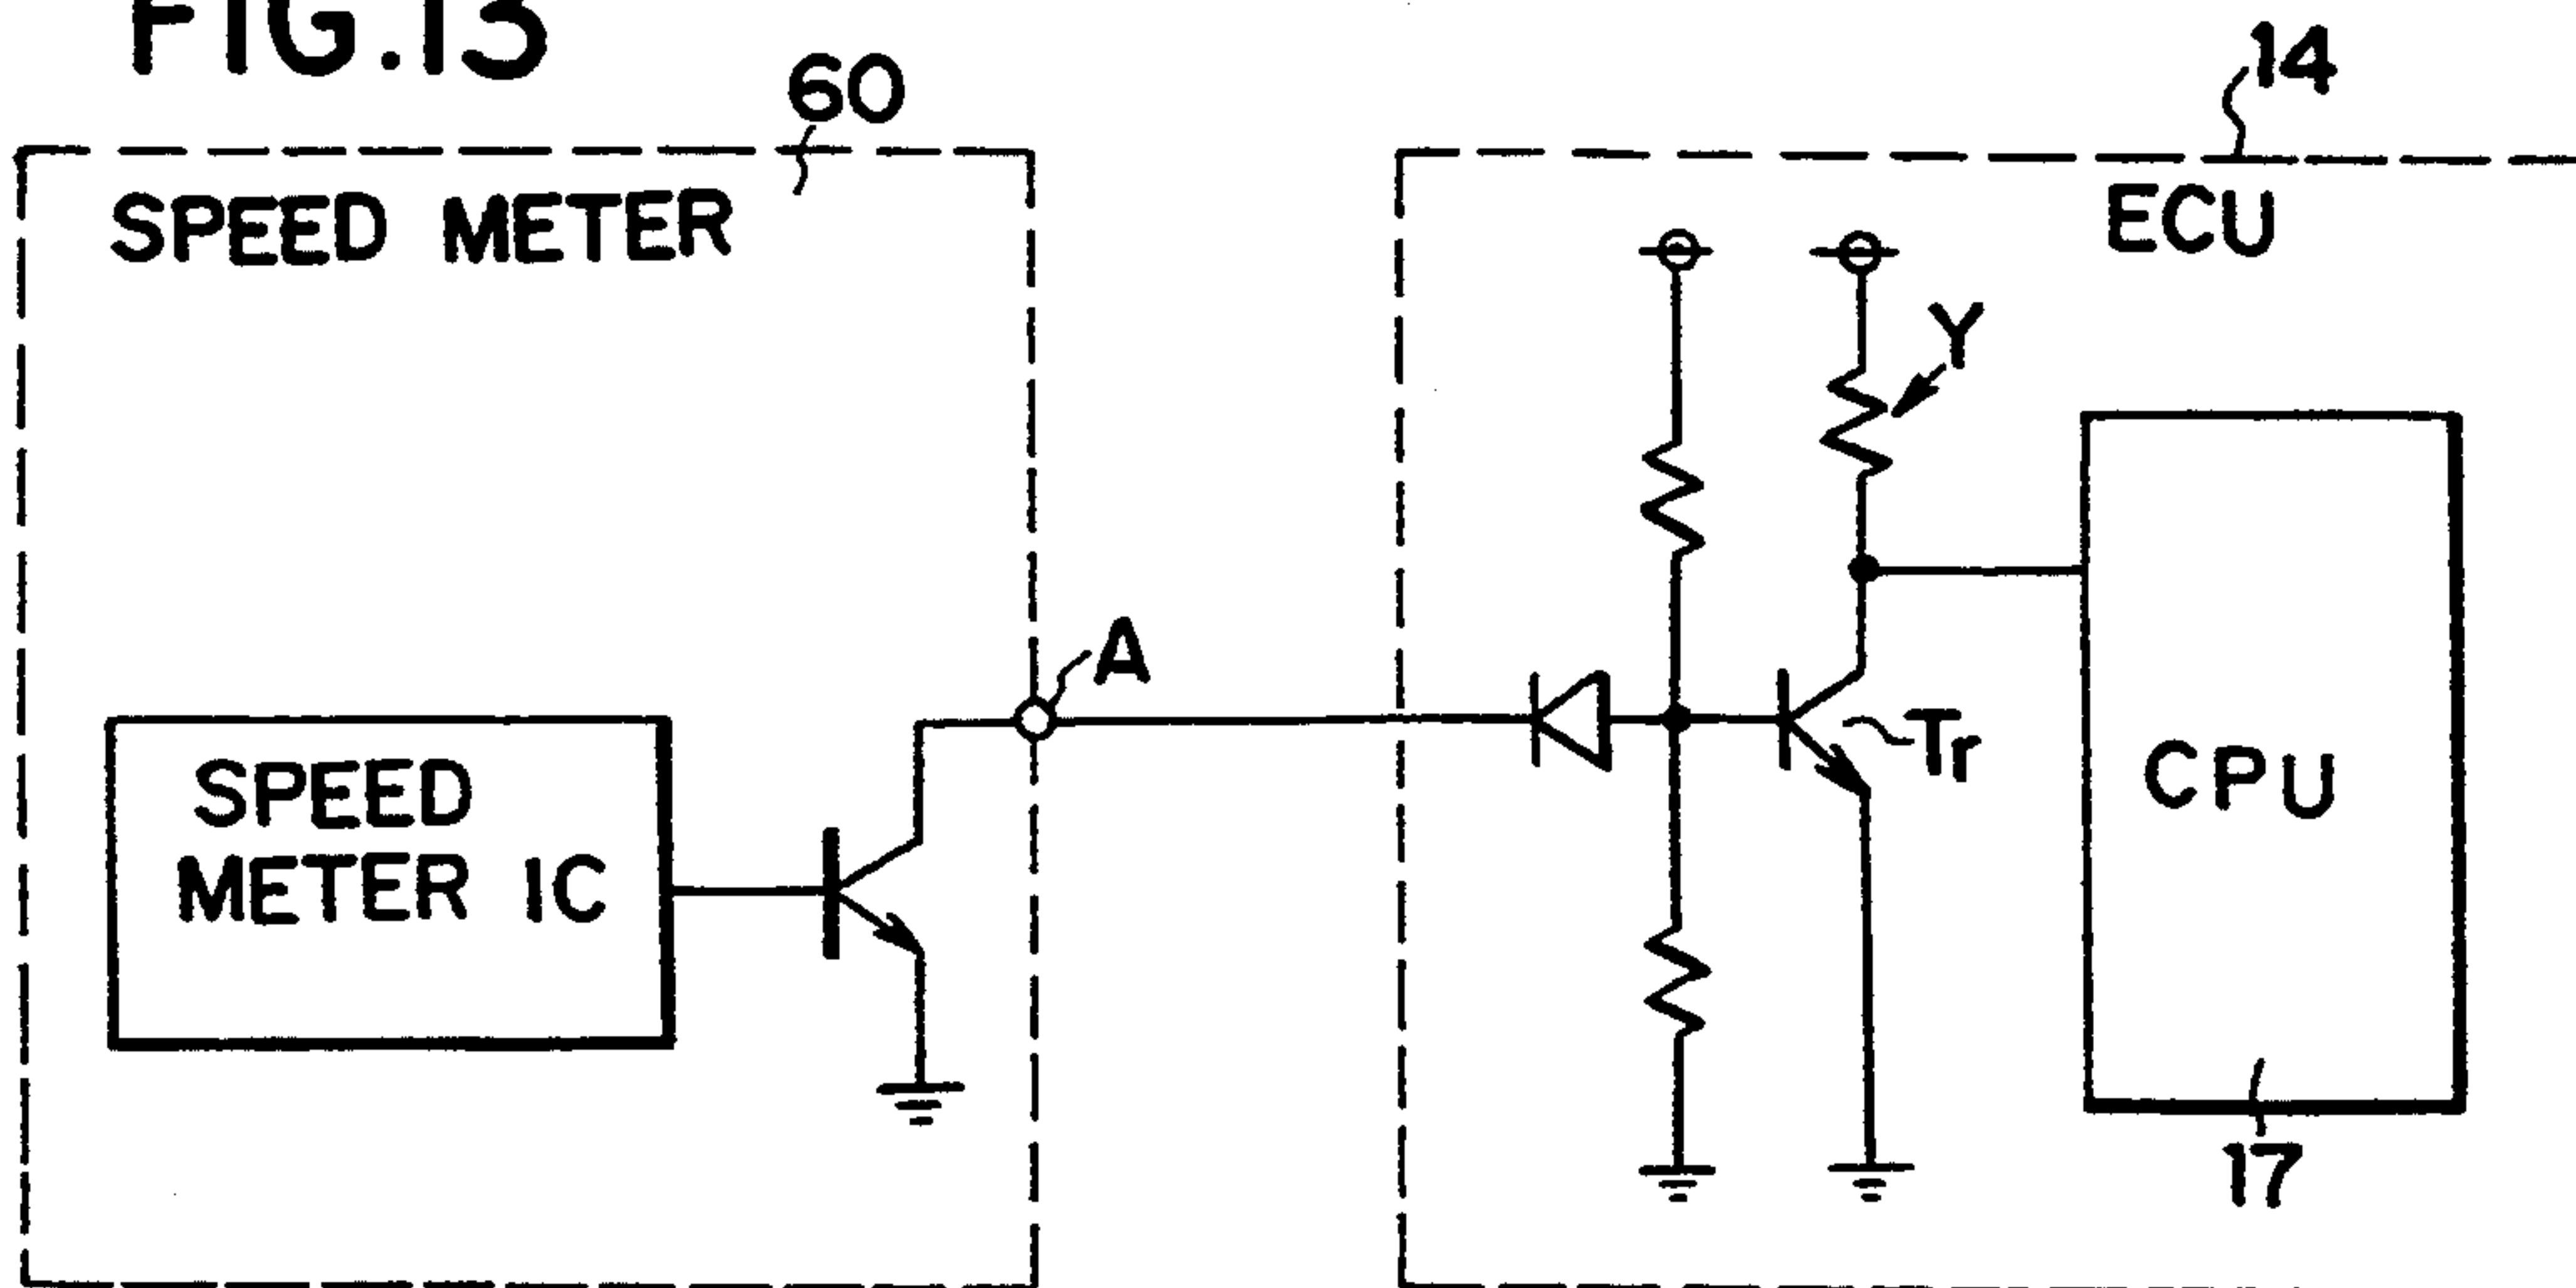 FIG.13
60
14
SPEED METER
ECU
Y
A
Tr
SPEED
METER IC
CPU
17